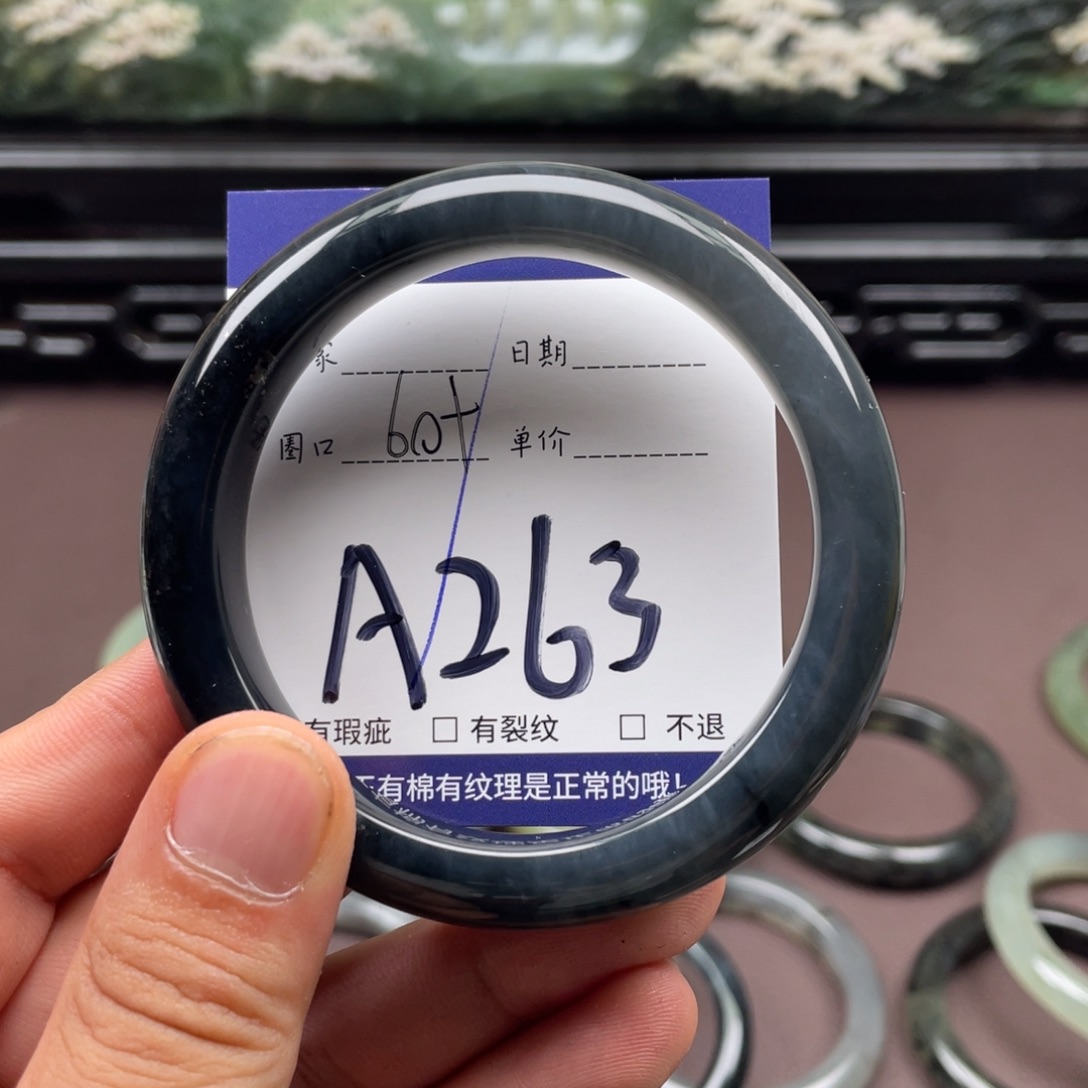 家 日期
圈口 60+ 单价
A263
有瑕疵 □ 有裂纹 □ 不退
有棉有纹理是正常的哦!